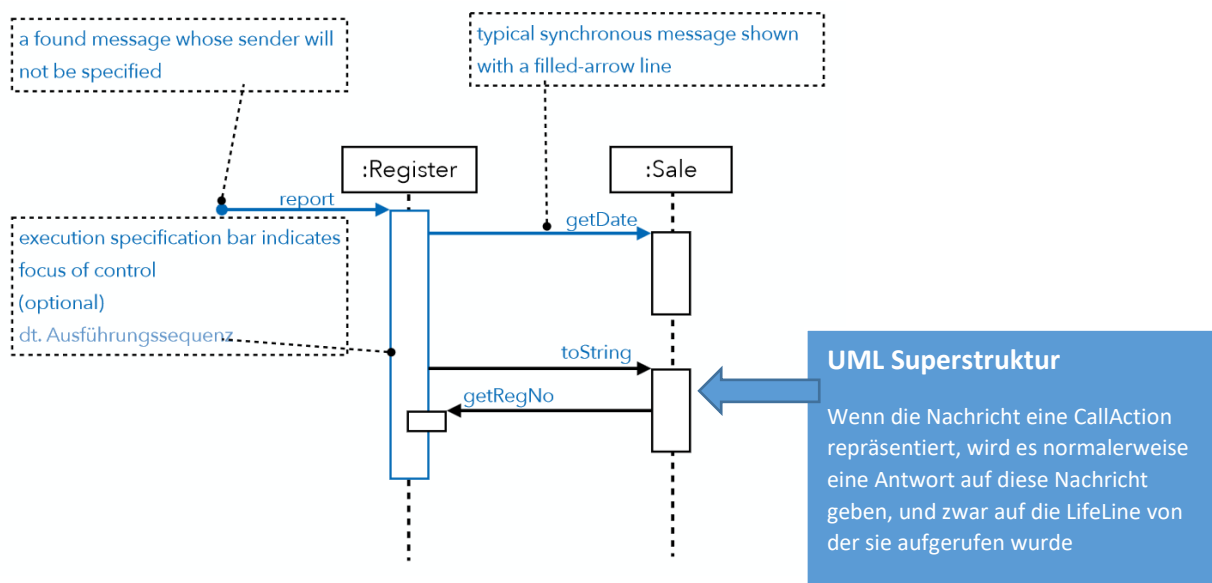 a found message whose sender will
not be specified
typical synchronous message shown
with a filled-arrow line
:Register
:Sale
report
getDate
execution specification bar indicates
focus of control
(optional)
dt. Ausführungssequenz
toString
getRegNo
UML Superstruktur
Wenn die Nachricht eine CallAction
repräsentiert, wird es normalerweise
eine Antwort auf diese Nachricht
geben, und zwar auf die LifeLine von
der sie aufgerufen wurde